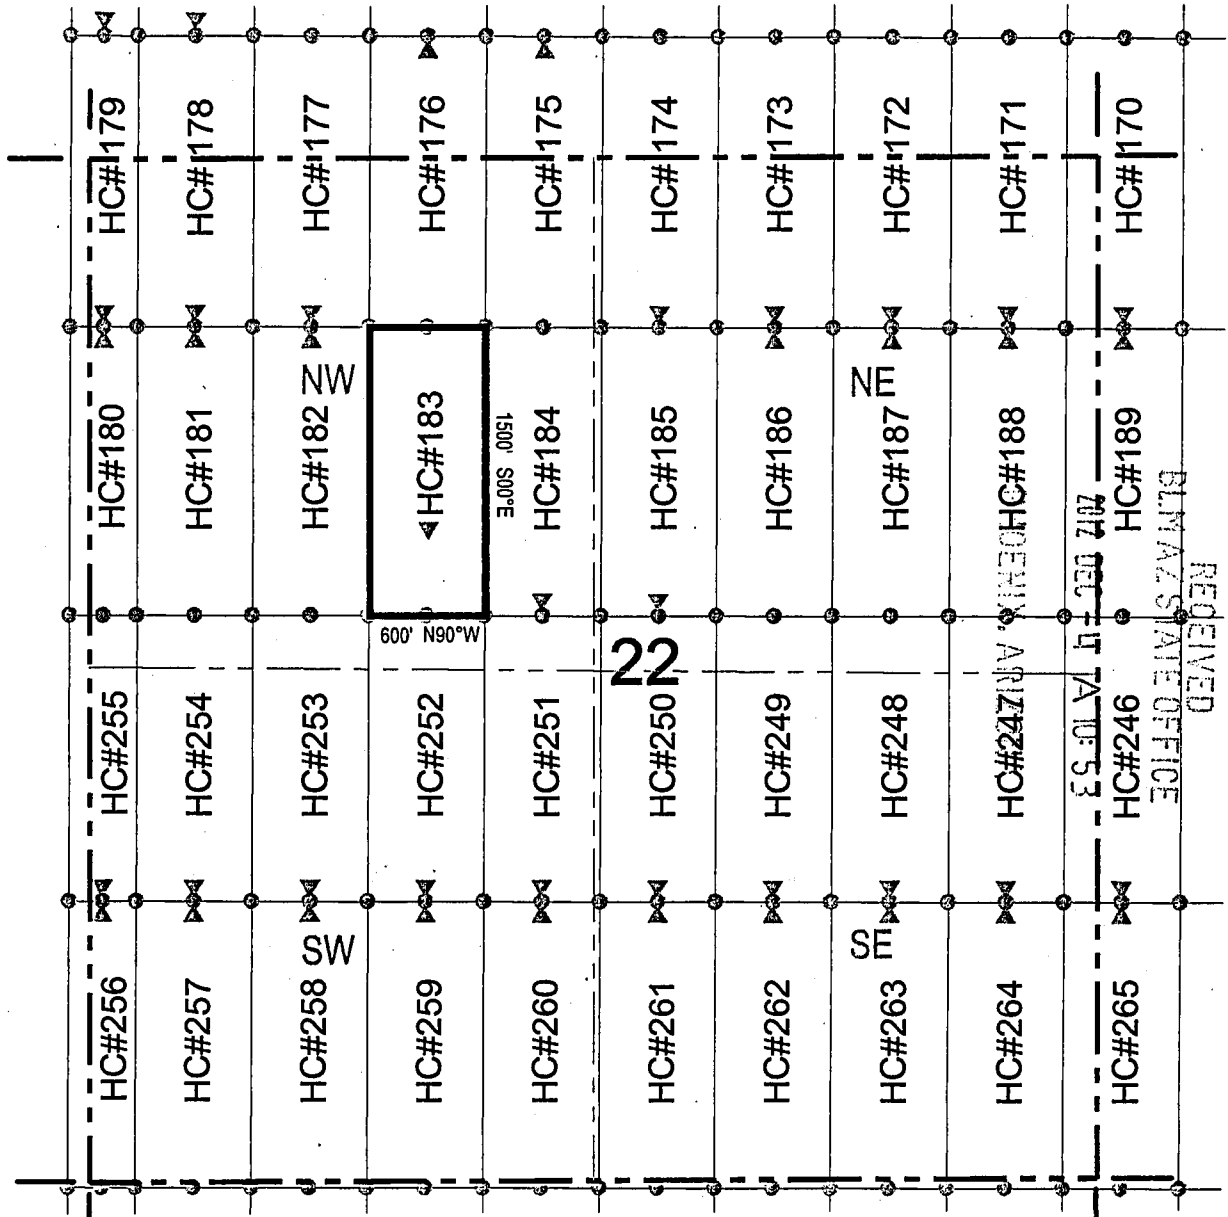 HC#179
HC#178
HC#177
HC#176
HC#175
HC#174
HC#173
HC#172
HC#171
HC#170
NW
NE
HC#180
HC#181
HC#182
HC#183
1500' S00°E
HC#184
HC#185
HC#186
HC#187
HC#188
HC#189
600' N90°W
22
RECEIVED
BLM AZ STATE OFFICE
2012 DEC -4 A 10: 53
PHOENIX, ARIZONA
HC#255
HC#254
HC#253
HC#252
HC#251
HC#250
HC#249
HC#248
HC#247
HC#246
SW
SE
HC#256
HC#257
HC#258
HC#259
HC#260
HC#261
HC#262
HC#263
HC#264
HC#265